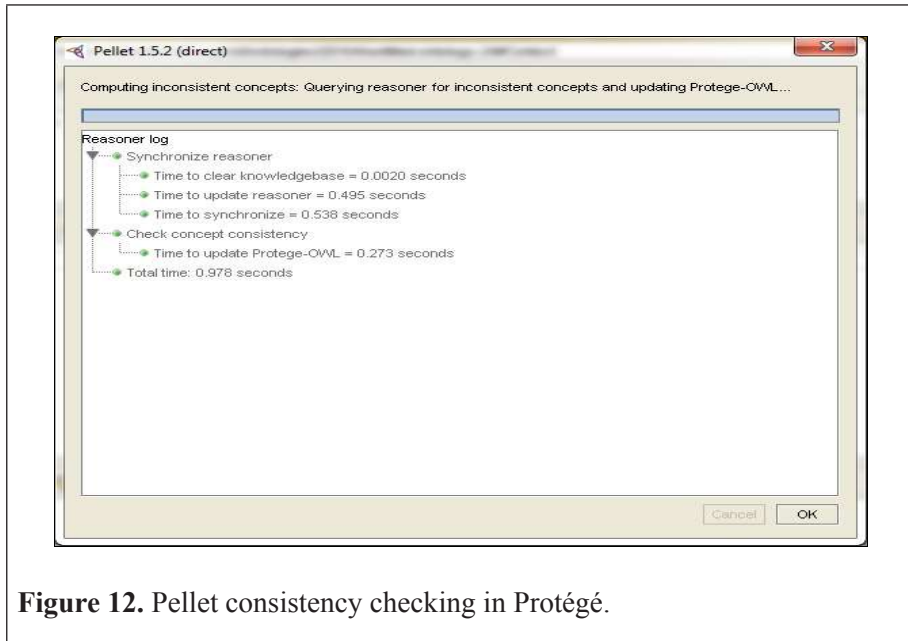 Pellet 1.5.2 (direct)
Computing inconsistent concepts: Querying reasoner for inconsistent concepts and updating Protege-OWL...
Reasoner log
Synchronize reasoner
Time to clear knowledgebase = 0.0020 seconds
Time to update reasoner = 0.495 seconds
Time to synchronize = 0.538 seconds
Check concept consistency
Time to update Protege-OWL = 0.273 seconds
Total time: 0.978 seconds
Cancel OK
Figure 12. Pellet consistency checking in Protégé.